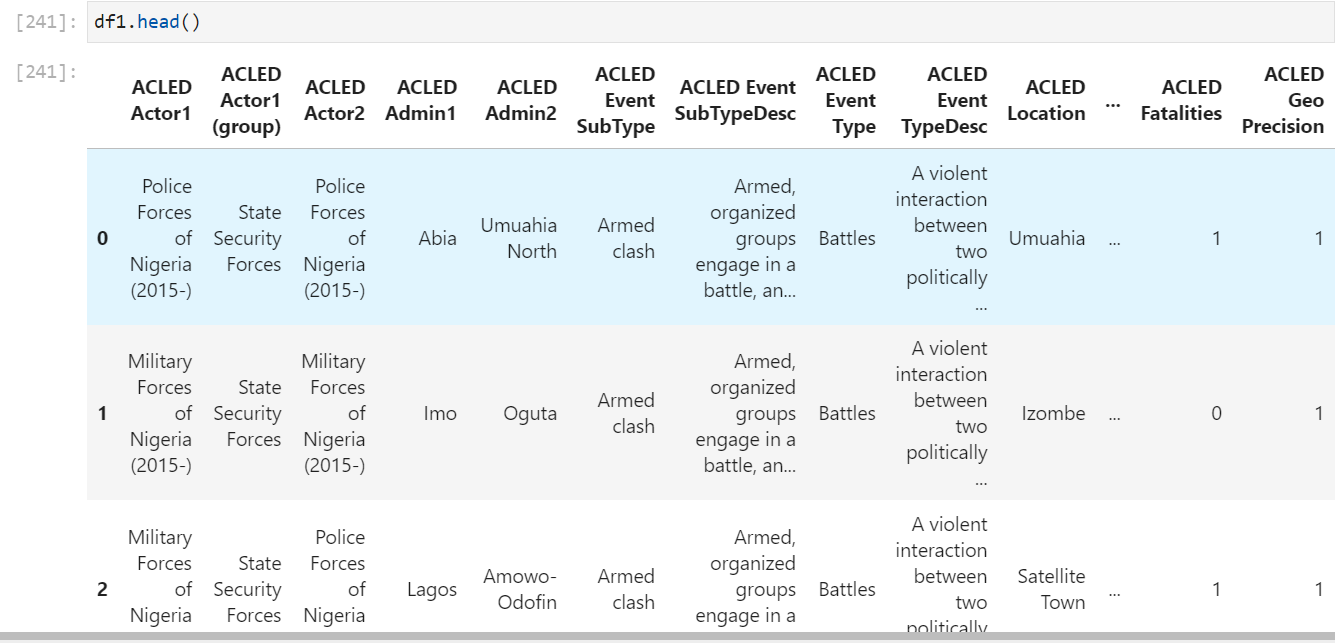 [241]: df1.head()
[241]:
ACLED Actor1 ACLED Actor1 (group) ACLED Actor2 ACLED Admin1 ACLED Admin2 ACLED Event SubType ACLED Event SubTypeDesc ACLED Event Type ACLED Event TypeDesc ACLED Location ... ACLED Fatalities ACLED Geo Precision
0 Police Forces of Nigeria (2015-) State Security Forces Police Forces of Nigeria (2015-) Abia Umuahia North Armed clash Armed, organized groups engage in a battle, an... Battles A violent interaction between two politically ... Umuahia ... 1 1
1 Military Forces of Nigeria (2015-) State Security Forces Military Forces of Nigeria (2015-) Imo Oguta Armed clash Armed, organized groups engage in a battle, an... Battles A violent interaction between two politically ... Izombe ... 0 1
2 Military Forces of Nigeria State Security Forces Police Forces of Nigeria Lagos Amowo-Odofin Armed clash Armed, organized groups engage in a Battles A violent interaction between two politically Satellite Town ... 1 1